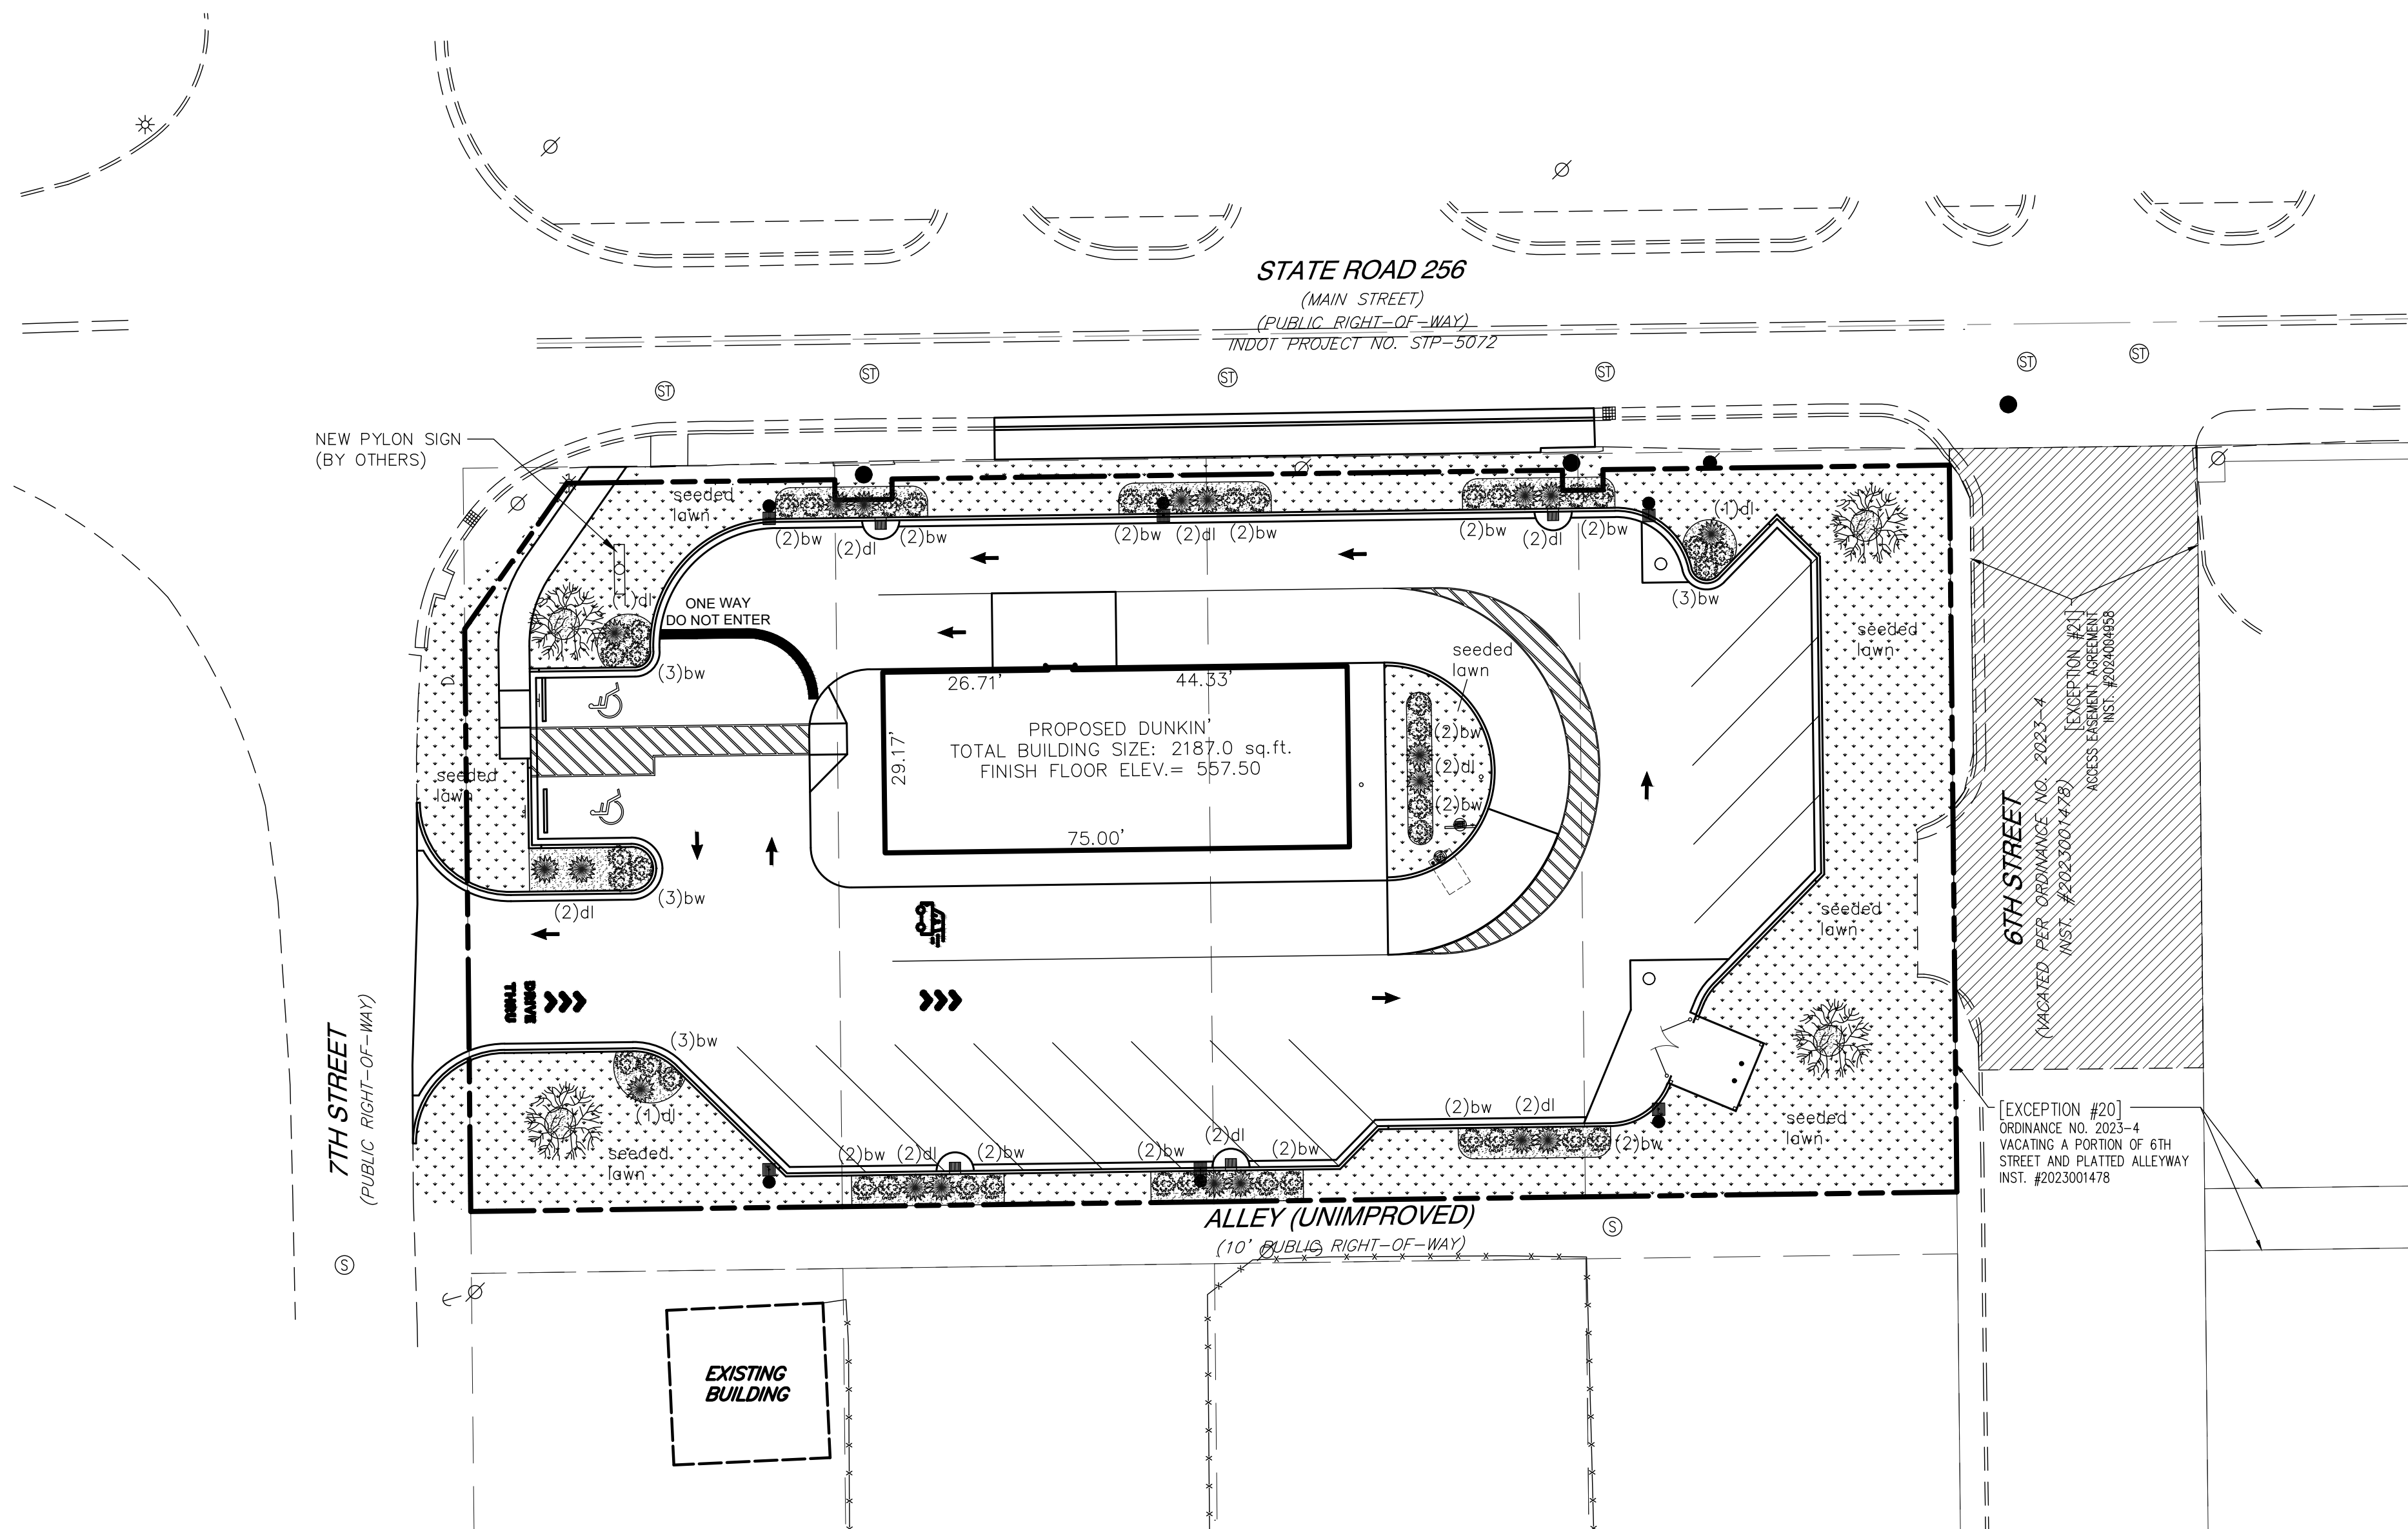 STATE ROAD 256
(MAIN STREET)
(PUBLIC RIGHT-OF-WAY)
INDOT PROJECT NO. STP-5072
ST
ST
ST
ST
ST
ST
NEW PYLON SIGN
(BY OTHERS)
seeded
lawn
(2)bw
(2)dl
(2)bw
(2)bw
(2)dl
(2)bw
(2)bw
(2)dl
(2)bw
(1)dl
(3)bw
(1)dl
ONE WAY
DO NOT ENTER
(3)bw
seeded
lawn
26.71'
44.33'
29.17'
PROPOSED DUNKIN'
TOTAL BUILDING SIZE: 2187.0 sq.ft.
FINISH FLOOR ELEV.= 557.50
75.00'
seeded
lawn
(2)bw
(2)dl
(2)bw
seeded
lawn
seeded
lawn
(2)dl
(3)bw
DRIVE
THRU
(3)bw
(1)dl
seeded
lawn
(2)bw
(2)dl
(2)bw
(2)bw
(2)dl
(2)bw
(2)bw
(2)dl
(2)bw
seeded
lawn
7TH STREET
(PUBLIC RIGHT-OF-WAY)
6TH STREET
(VACATED PER ORDINANCE NO. 2023-4
INST. #2023001478)
[EXCEPTION #21]
ACCESS EASEMENT AGREEMENT
INST. #2024004958
[EXCEPTION #20]
ORDINANCE NO. 2023-4
VACATING A PORTION OF 6TH
STREET AND PLATTED ALLEYWAY
INST. #2023001478
ALLEY (UNIMPROVED)
(10' PUBLIC RIGHT-OF-WAY)
S
S
EXISTING
BUILDING